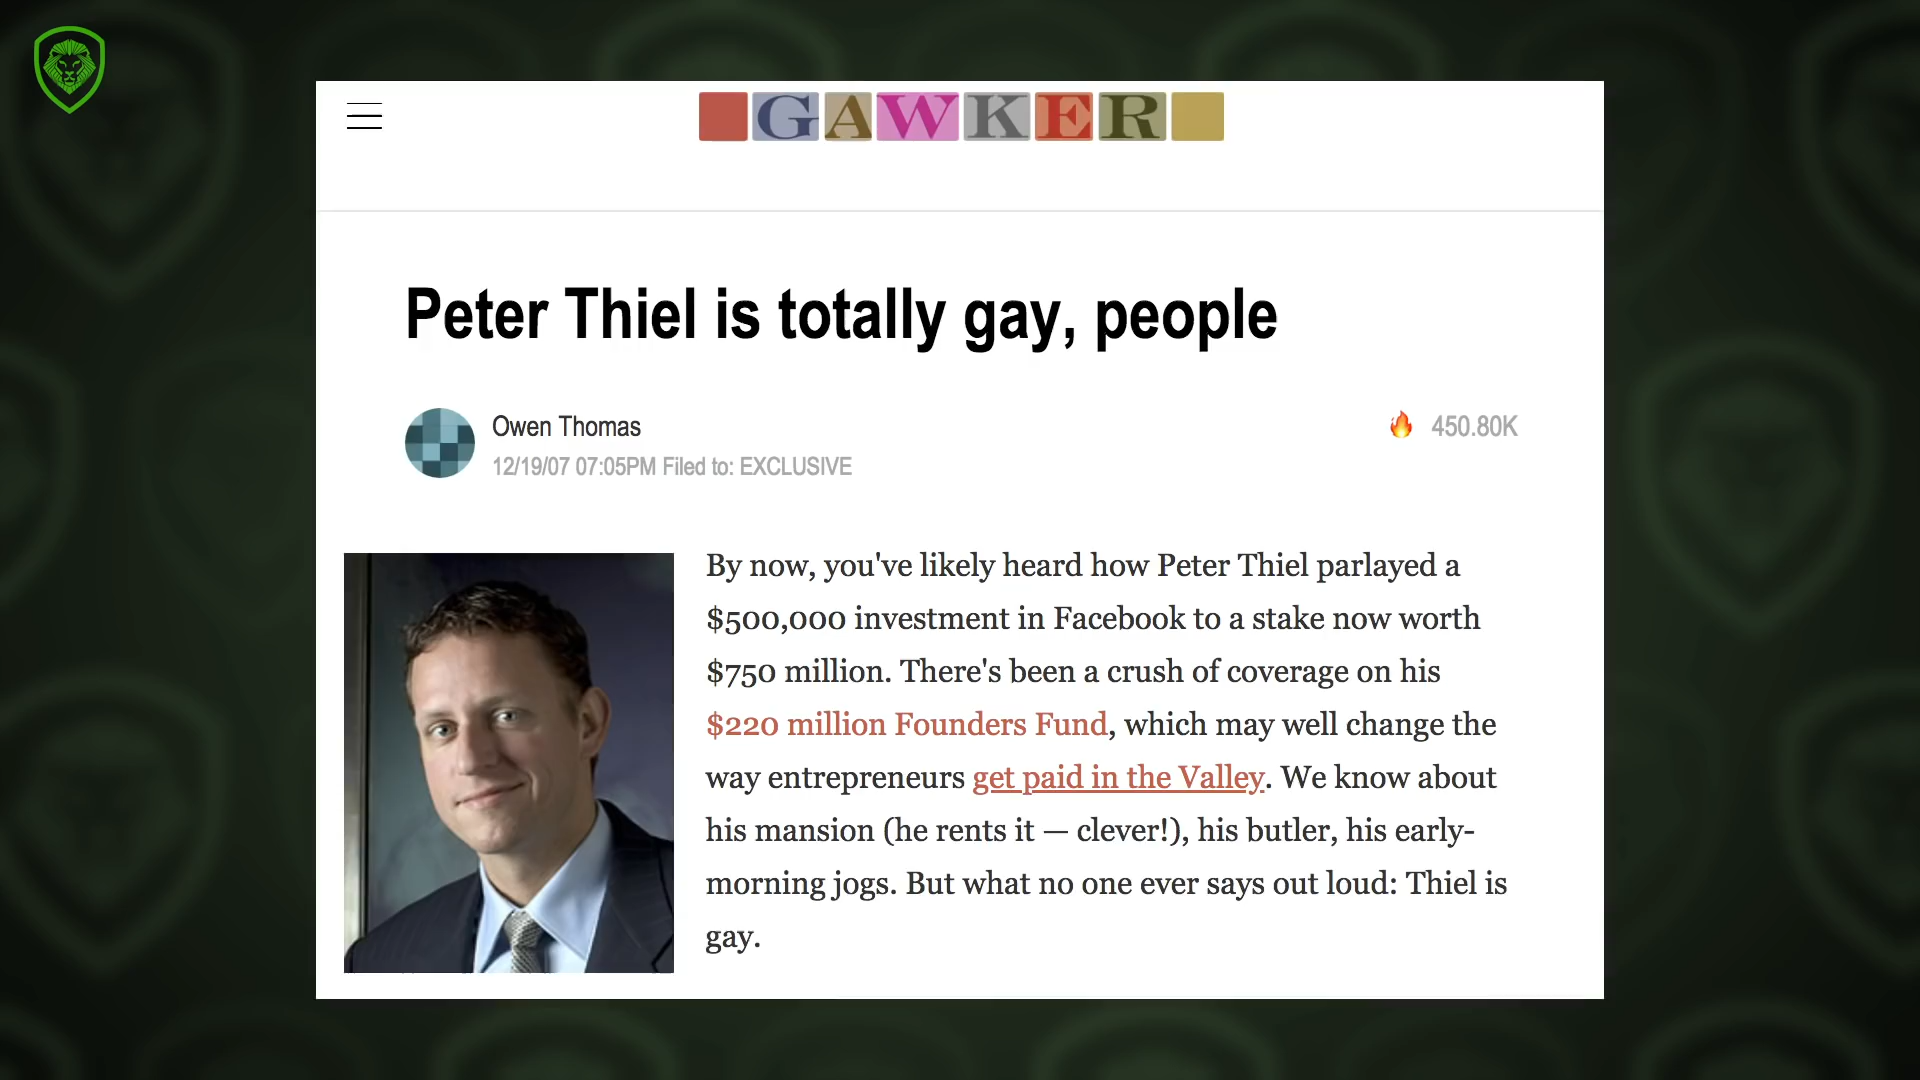 GAWKER
Peter Thiel is totally gay, people
Owen Thomas
🔥 450.80K
12/19/07 07:05PM Filed to: EXCLUSIVE
By now, you've likely heard how Peter Thiel parlayed a
$500,000 investment in Facebook to a stake now worth
$750 million. There's been a crush of coverage on his
$220 million Founders Fund, which may well change the
way entrepreneurs get paid in the Valley. We know about
his mansion (he rents it — clever!), his butler, his early-
morning jogs. But what no one ever says out loud: Thiel is
gay.